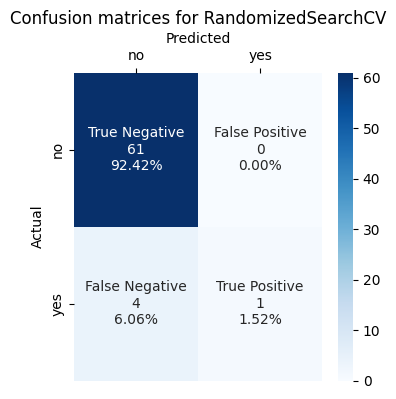 Confusion matrices for RandomizedSearchCV
Predicted
no yes
Actual
no
True Negative
61
92.42%
False Positive
0
0.00%
yes
False Negative
4
6.06%
True Positive
1
1.52%
60
50
40
30
20
10
0